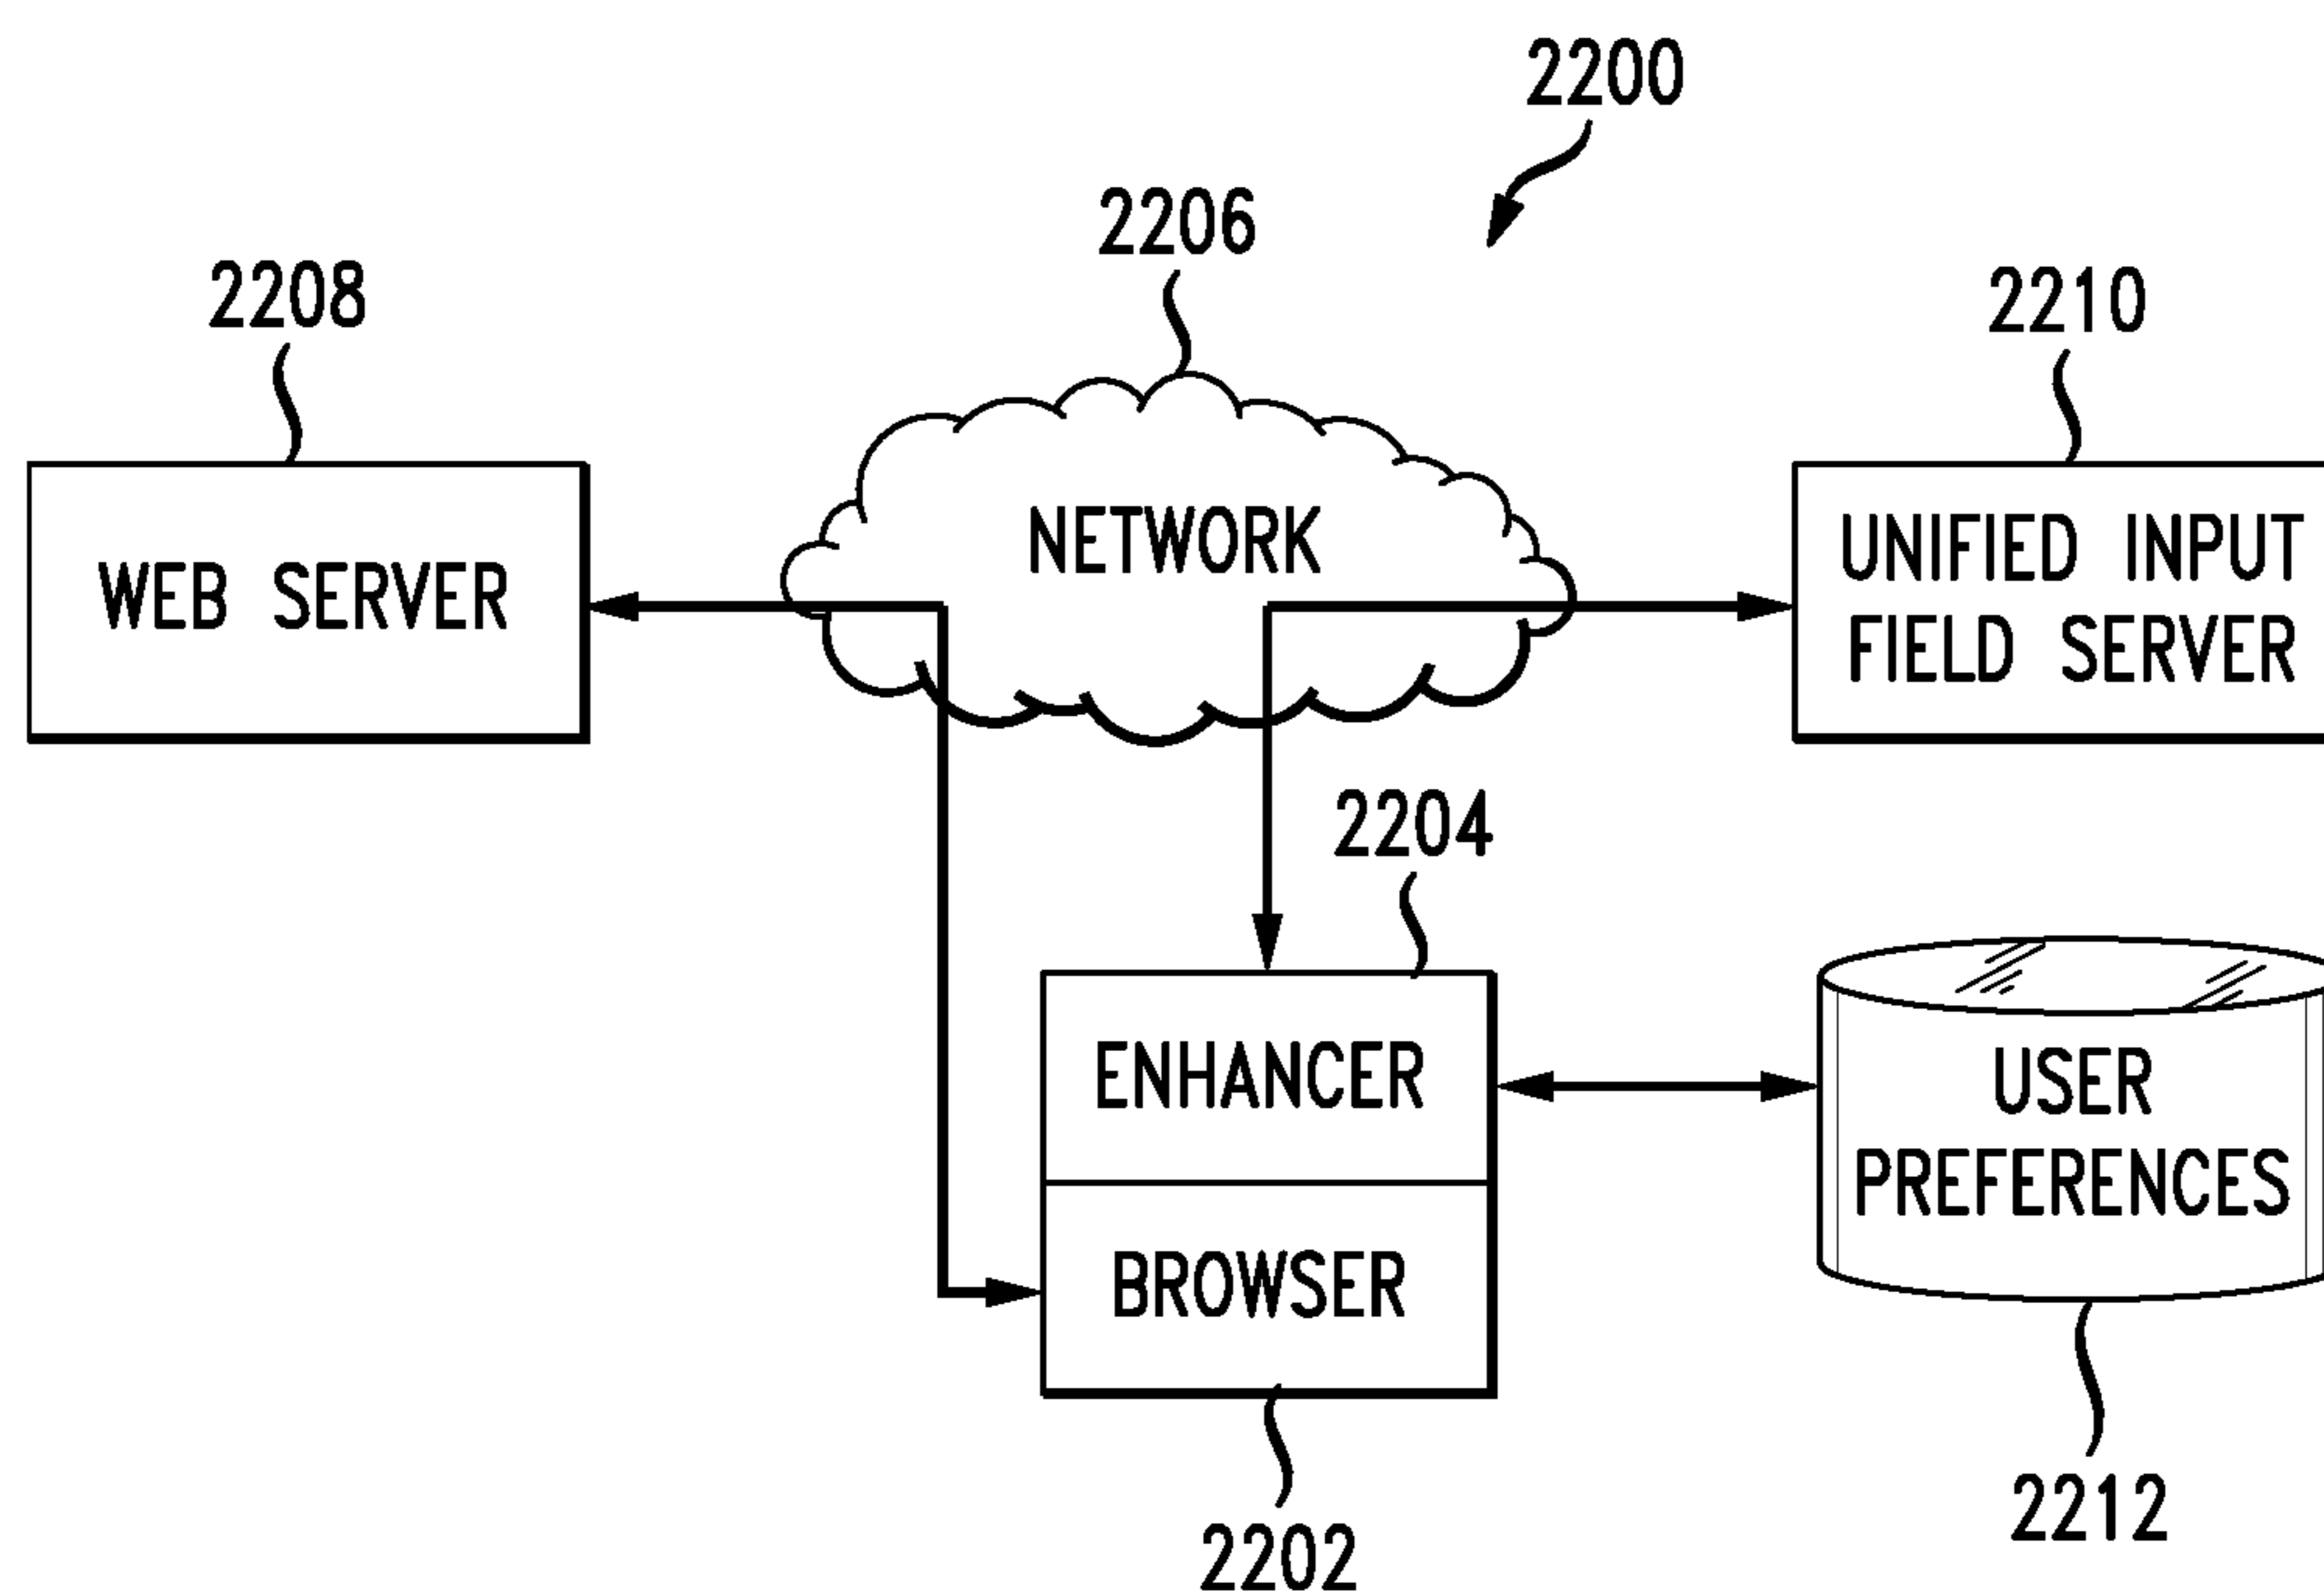 2200
2206
2208
2210
NETWORK
WEB SERVER
UNIFIED INPUT
FIELD SERVER
2204
ENHANCER
USER
PREFERENCES
BROWSER
2212
2202